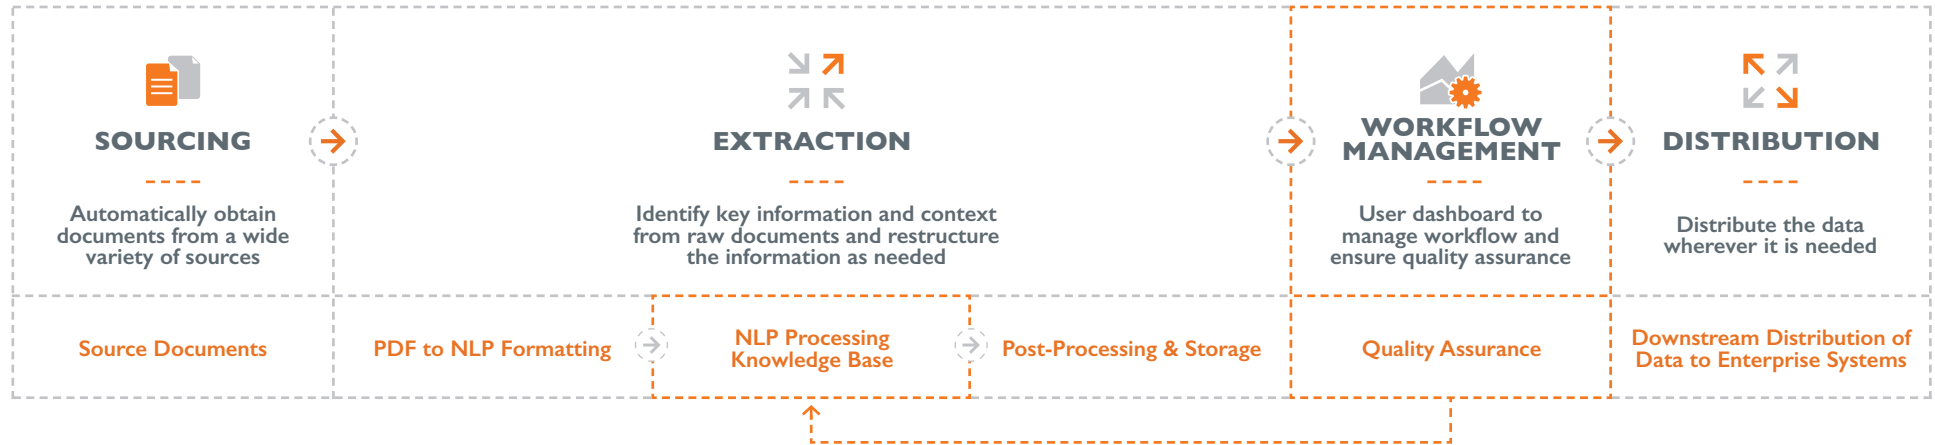 SOURCING
Automatically obtain
documents from a wide
variety of sources
EXTRACTION
Identify key information and context
from raw documents and restructure
the information as needed
WORKFLOW
MANAGEMENT
User dashboard to
manage workflow and
ensure quality assurance
DISTRIBUTION
Distribute the data
wherever it is needed
Source Documents
PDF to NLP Formatting
NLP Processing
Knowledge Base
Post-Processing & Storage
Quality Assurance
Downstream Distribution of
Data to Enterprise Systems